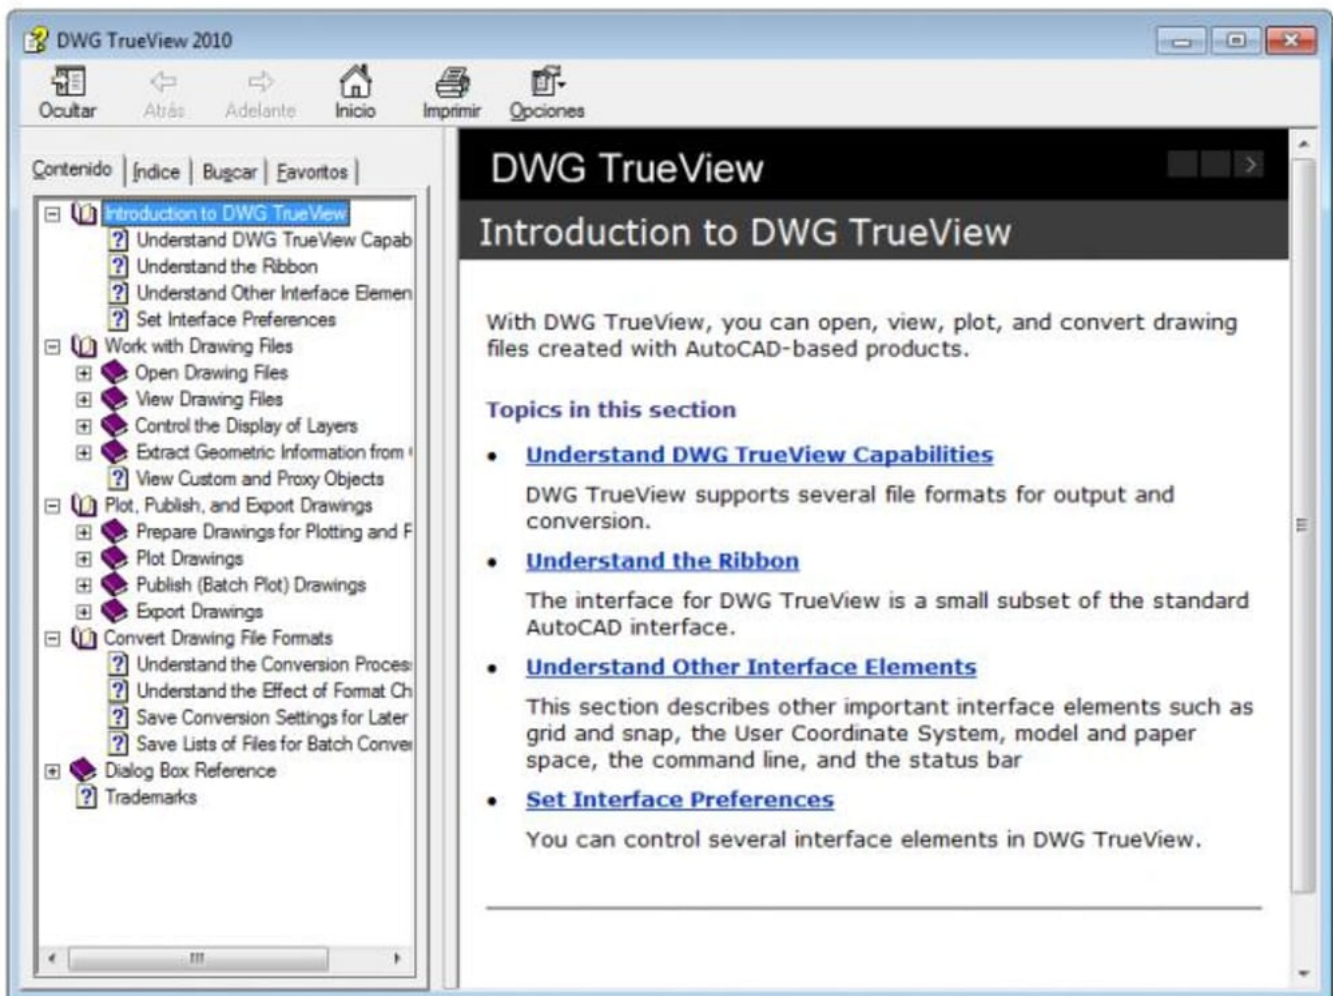 DWG TrueView 2010
Ocultar Atrás Adelante Inicio Imprimir Opciones
Contenido Índice Buscar Favoritos
Introduction to DWG TrueView
Understand DWG TrueView Capab
Understand the Ribbon
Understand Other Interface Elemen
Set Interface Preferences
Work with Drawing Files
Open Drawing Files
View Drawing Files
Control the Display of Layers
Extract Geometric Information from
View Custom and Proxy Objects
Plot, Publish, and Export Drawings
Prepare Drawings for Plotting and P
Plot Drawings
Publish (Batch Plot) Drawings
Export Drawings
Convert Drawing File Formats
Understand the Conversion Proces
Understand the Effect of Format Ch
Save Conversion Settings for Later
Save Lists of Files for Batch Conver
Dialog Box Reference
Trademarks
DWG TrueView
Introduction to DWG TrueView
With DWG TrueView, you can open, view, plot, and convert drawing
files created with AutoCAD-based products.
Topics in this section
• Understand DWG TrueView Capabilities
DWG TrueView supports several file formats for output and
conversion.
• Understand the Ribbon
The interface for DWG TrueView is a small subset of the standard
AutoCAD interface.
• Understand Other Interface Elements
This section describes other important interface elements such as
grid and snap, the User Coordinate System, model and paper
space, the command line, and the status bar
• Set Interface Preferences
You can control several interface elements in DWG TrueView.